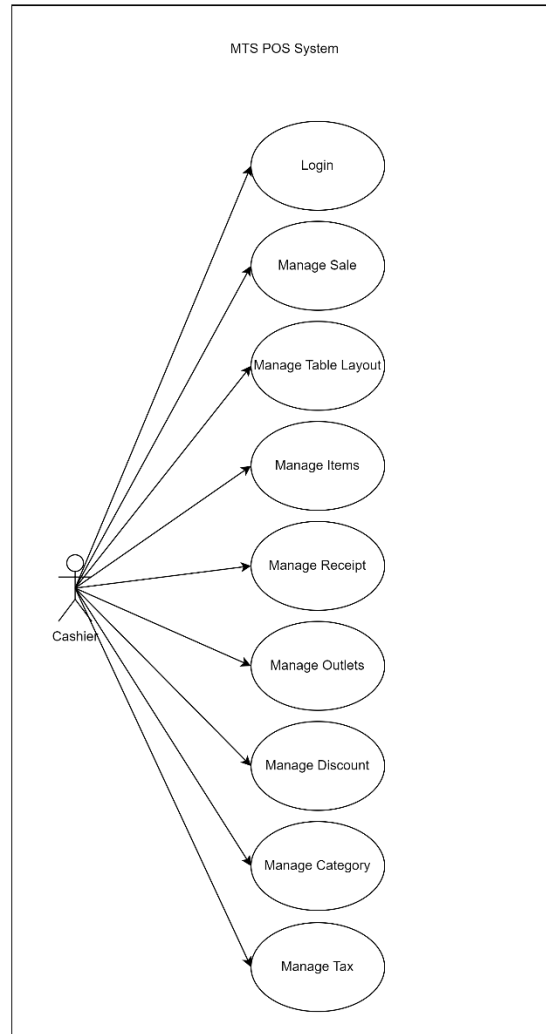 MTS POS System
Login
Manage Sale
Manage Table Layout
Manage Items
Manage Receipt
Cashier
Manage Outlets
Manage Discount
Manage Category
Manage Tax